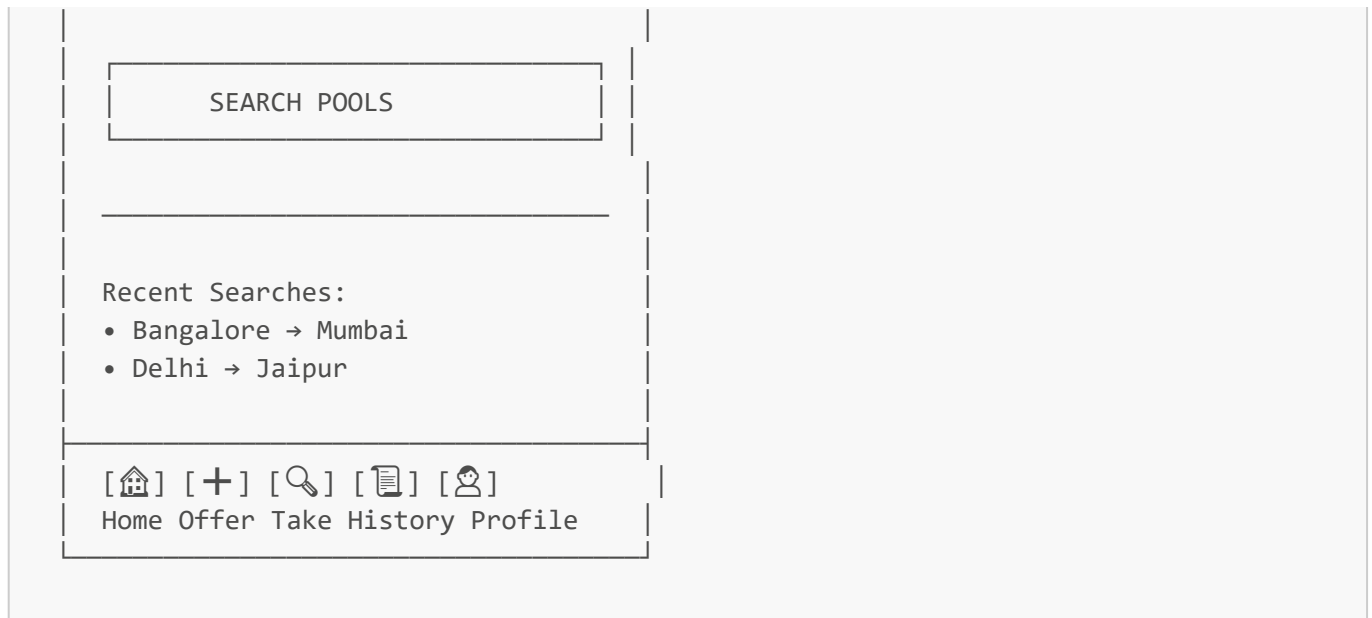 SEARCH POOLS
Recent Searches:
• Bangalore → Mumbai
• Delhi → Jaipur
[🏠] [➕] [🔍] [📜] [👤]
Home Offer Take History Profile